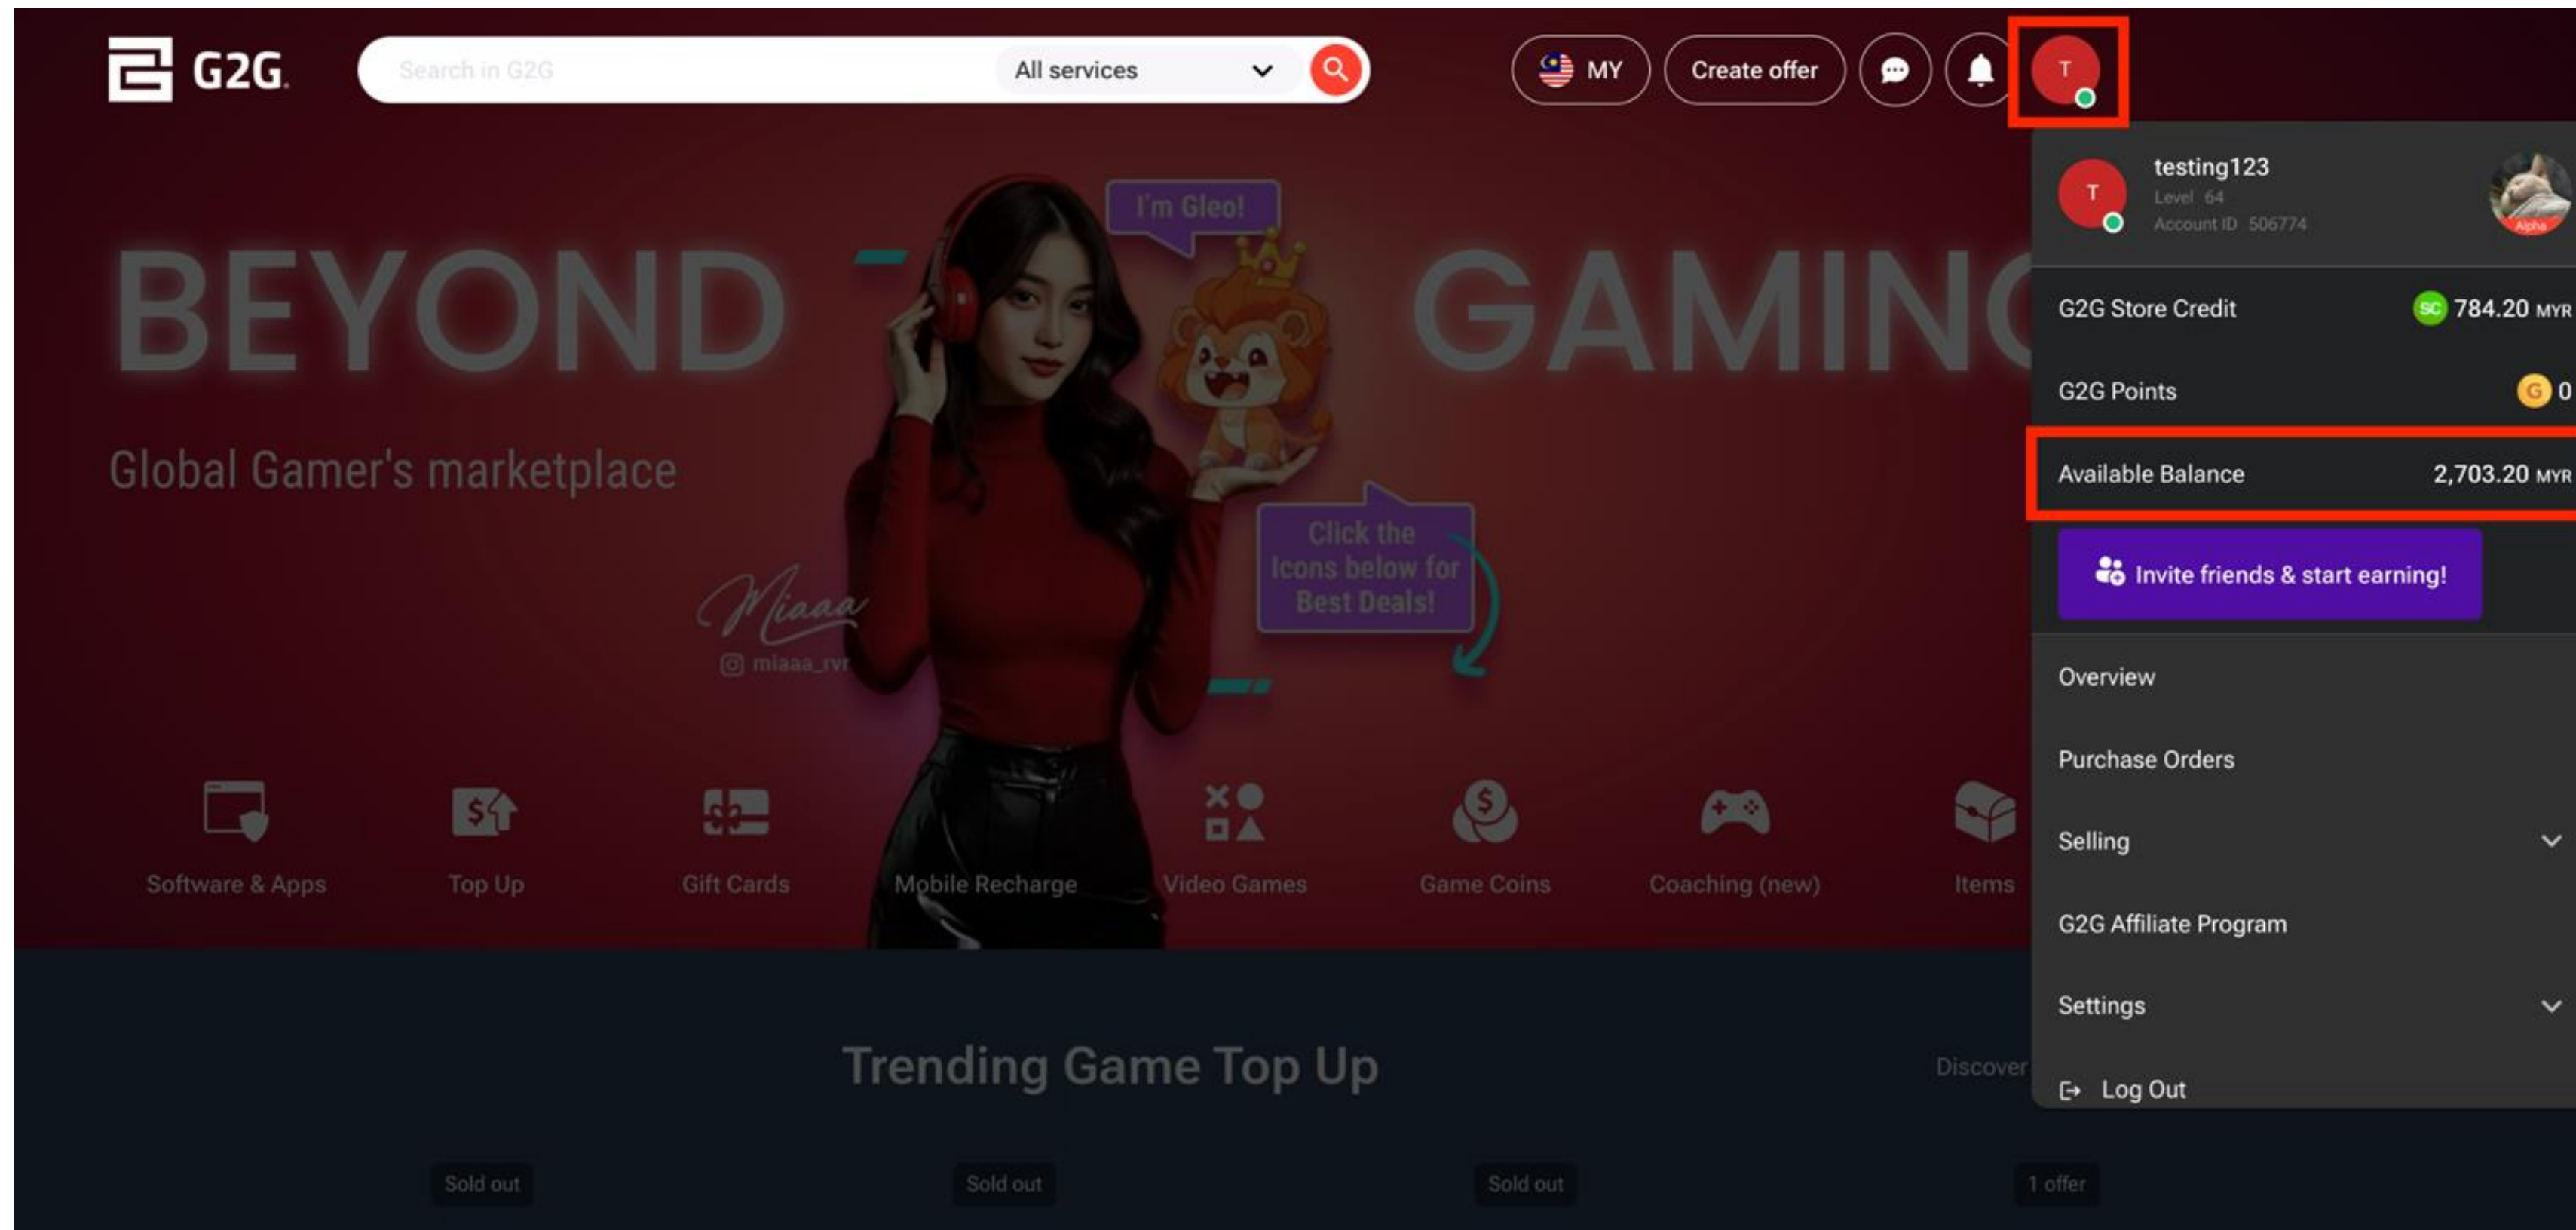 G2G.
Search in G2G
All services
MY
Create offer
T
T
testing123
Level 64
Account ID 506774
Alpha
G2G Store Credit
SC 784.20 MYR
G2G Points
G 0
Available Balance
2,703.20 MYR
Invite friends & start earning!
Overview
Purchase Orders
Selling
G2G Affiliate Program
Settings
Log Out
I'm Gleo!
BEYOND
GAMING
Global Gamer's marketplace
Click the
Icons below for
Best Deals!
Miaaa
miaaa_rvr
Software & Apps
Top Up
Gift Cards
Mobile Recharge
Video Games
Game Coins
Coaching (new)
Items
Trending Game Top Up
Discover
Sold out
Sold out
Sold out
1 offer